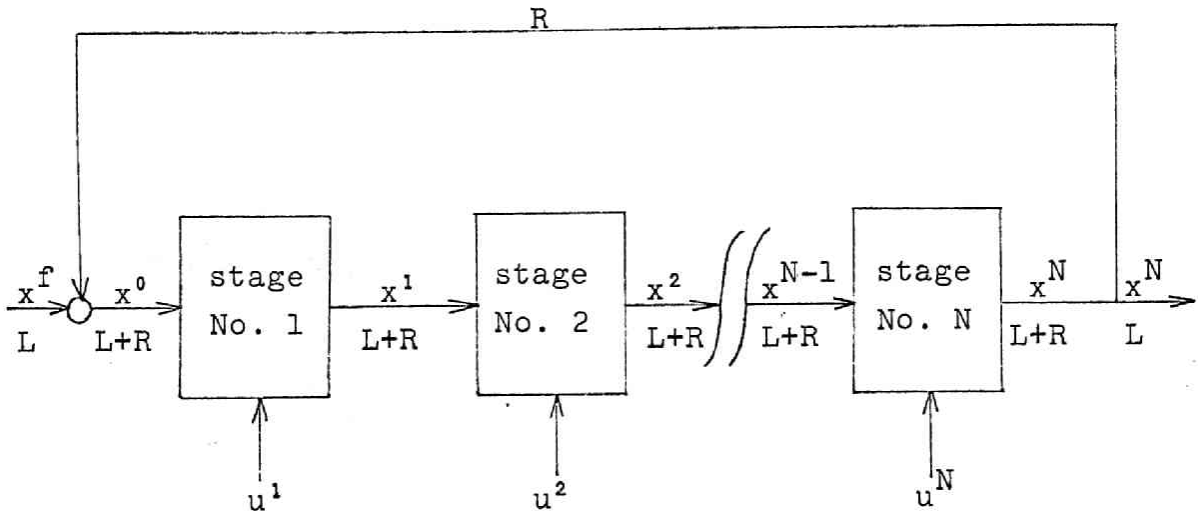 R
x^f
L
x^0
L+R
stage
No. 1
u^1
x^1
L+R
stage
No. 2
u^2
x^2
L+R
x^N-1
L+R
stage
No. N
u^N
x^N
L+R
x^N
L